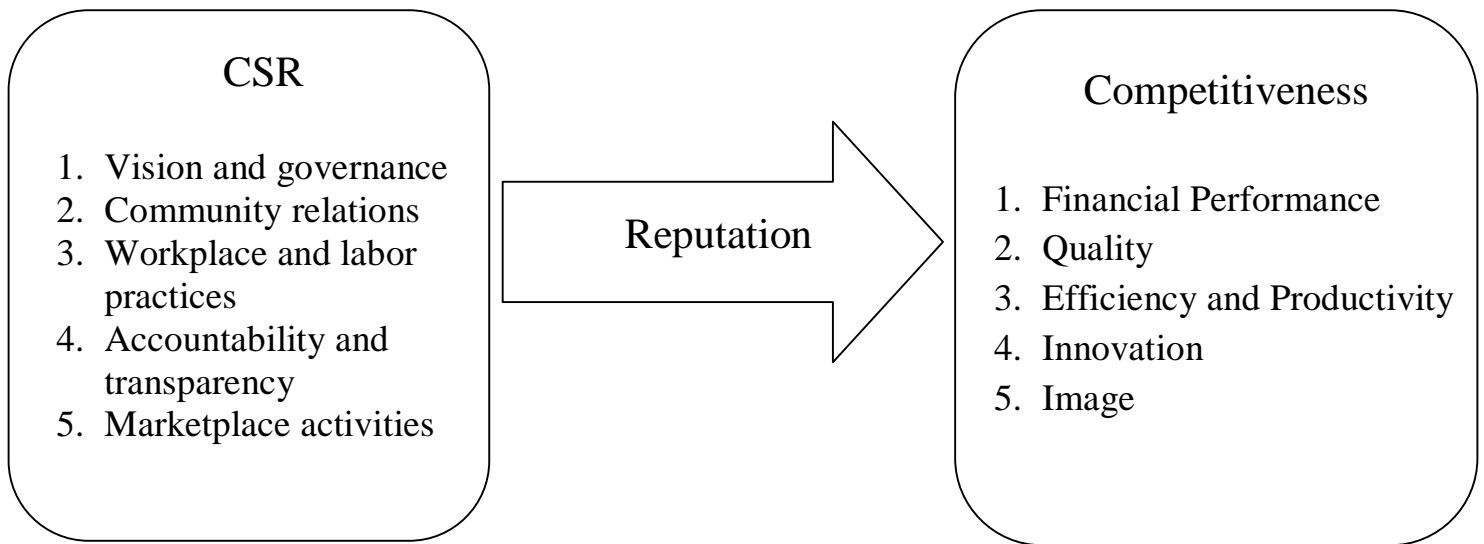 CSR
1. Vision and governance
2. Community relations
3. Workplace and labor
practices
4. Accountability and
transparency
5. Marketplace activities
Reputation
Competitiveness
1. Financial Performance
2. Quality
3. Efficiency and Productivity
4. Innovation
5. Image